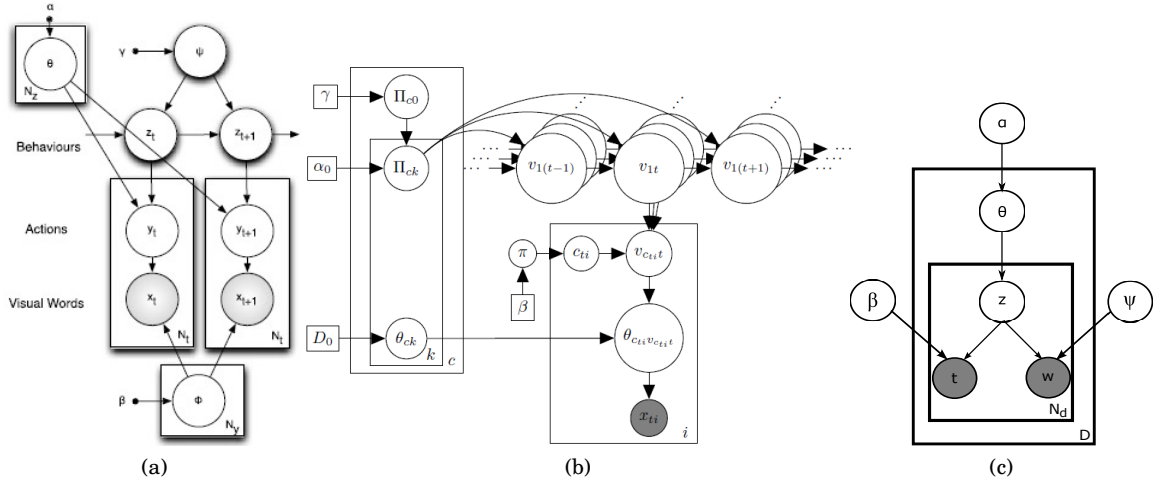 α
θ
N_z
γ
ψ
Behaviours
z_t
z_{t+1}
Actions
y_t
y_{t+1}
Visual Words
x_t
x_{t+1}
N_t
N_t
β
Φ
N_y
(a)
γ
Π_{c0}
α_0
Π_{ck}
· · ·
· · ·
· · ·
· · ·
· · ·
v_{1(t−1)}
v_{1t}
v_{1(t+1)}
· · ·
· · ·
π
c_{ti}
v_{c_{ti}t}
β
D_0
θ_{ck}
k
c
θ_{c_{ti}v_{c_{ti}t}}
x_{ti}
i
(b)
α
θ
β
z
ψ
t
w
N_d
D
(c)